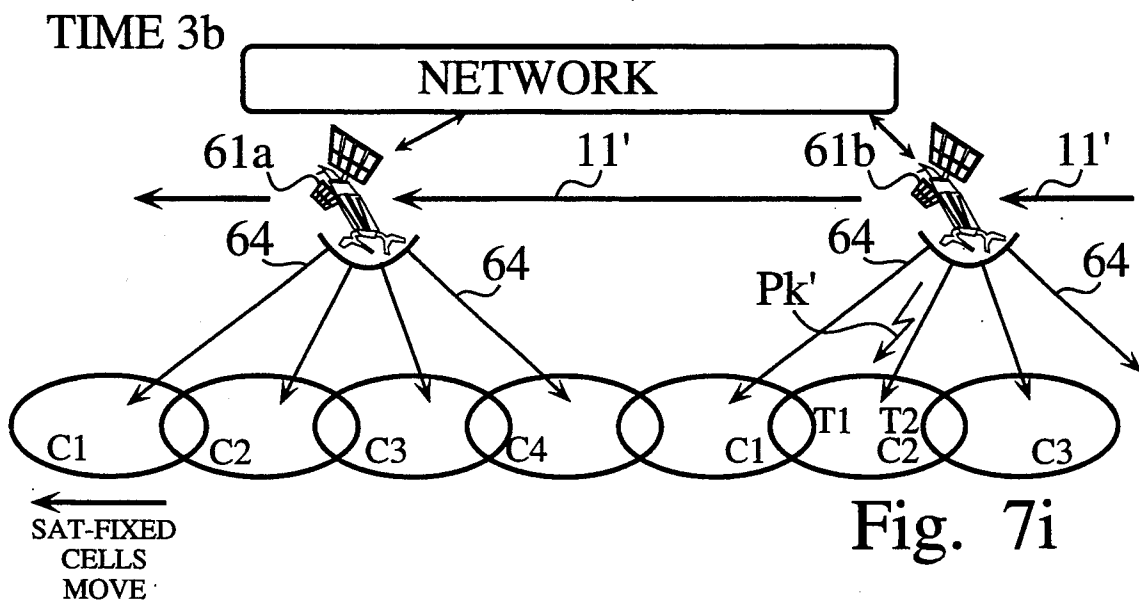 TIME 3b
NETWORK
61a
11'
61b
11'
64
64
64
64
Pk'
T1
T2
C1
C2
C3
C4
C1
C2
C3
SAT-FIXED
CELLS
MOVE
Fig. 7i